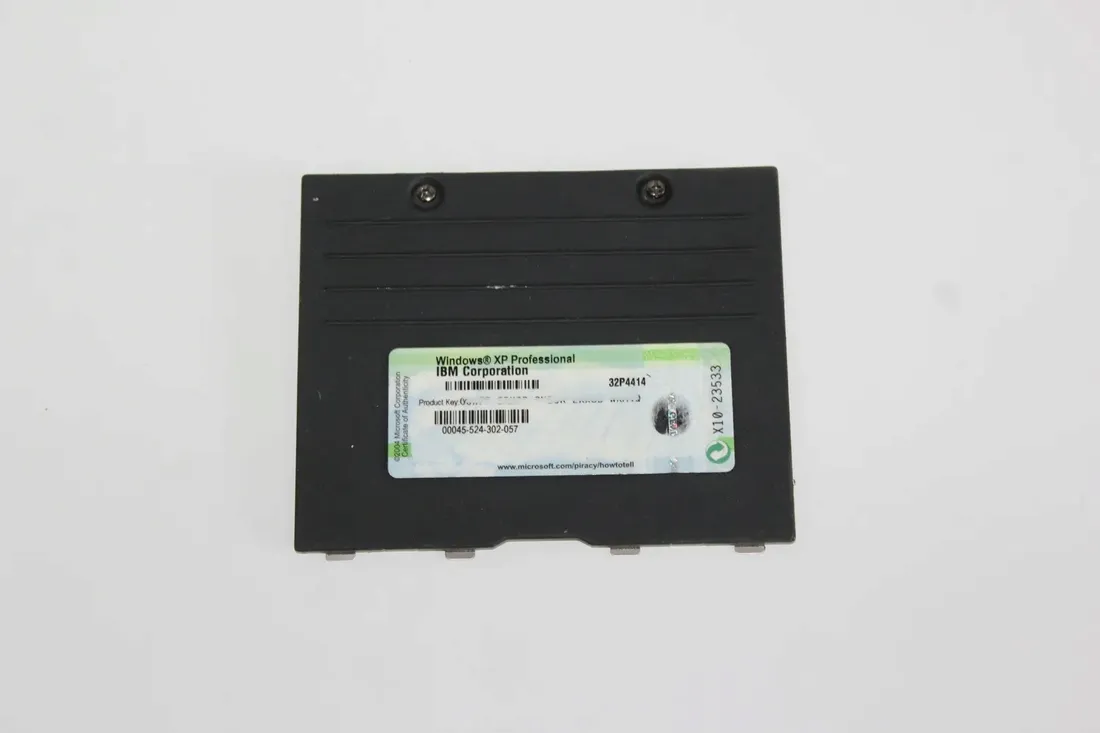 Windows® XP Professional
IBM Corporation
32P4414
Product Key:
00045-524-302-057
www.microsoft.com/piracy/howtotell
©2004 Microsoft Corporation
Certificate of Authenticity
X10-23533